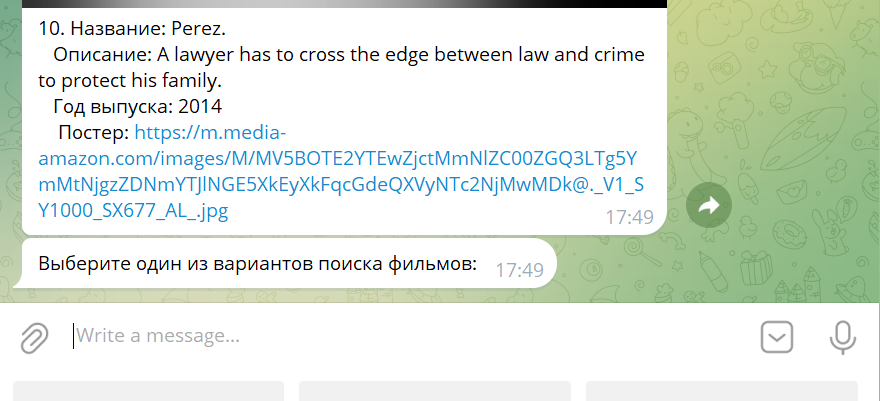 10. Название: Perez.
Описание: A lawyer has to cross the edge between law and crime
to protect his family.
Год выпуска: 2014
Постер: https://m.media-
amazon.com/images/M/MV5BOTE2YTEwZjctMmNlZC00ZGQ3LTg5Y
mMtNjgzZDNmYTJlNGE5XkEyXkFqcGdeQXVyNTc2NjMwMDk@._V1_S
Y1000_SX677_AL_.jpg
17:49
Выберите один из вариантов поиска фильмов:
17:49
Write a message...